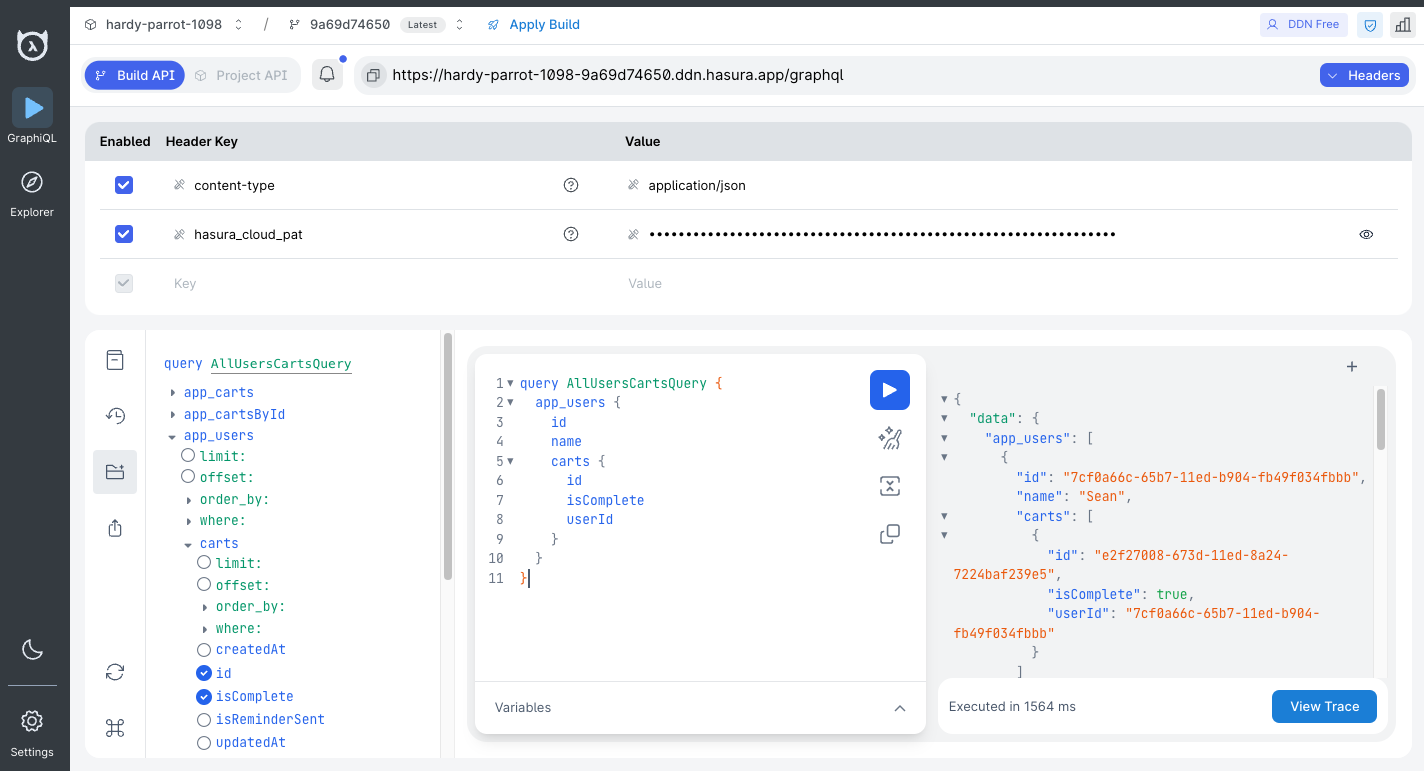 hardy-parrot-1098 / 9a69d74650 Latest Apply Build DDN Free
Build API Project API https://hardy-parrot-1098-9a69d74650.ddn.hasura.app/graphql Headers
GraphiQL
Explorer
Settings
Enabled Header Key Value
content-type application/json
hasura_cloud_pat ••••••••••••••••••••••••••••••••••••••••••••••••••••••••••••••••
Key Value
query AllUsersCartsQuery
app_carts
app_cartsById
app_users
limit:
offset:
order_by:
where:
carts
limit:
offset:
order_by:
where:
createdAt
id
isComplete
isReminderSent
updatedAt
1 query AllUsersCartsQuery {
2 app_users {
3 id
4 name
5 carts {
6 id
7 isComplete
8 userId
9 }
10 }
11 }
Variables
{
"data": {
"app_users": [
{
"id": "7cf0a66c-65b7-11ed-b904-fb49f034fbbb",
"name": "Sean",
"carts": [
{
"id": "e2f27008-673d-11ed-8a24-
7224baf239e5",
"isComplete": true,
"userId": "7cf0a66c-65b7-11ed-b904-
fb49f034fbbb"
}
]
Executed in 1564 ms View Trace